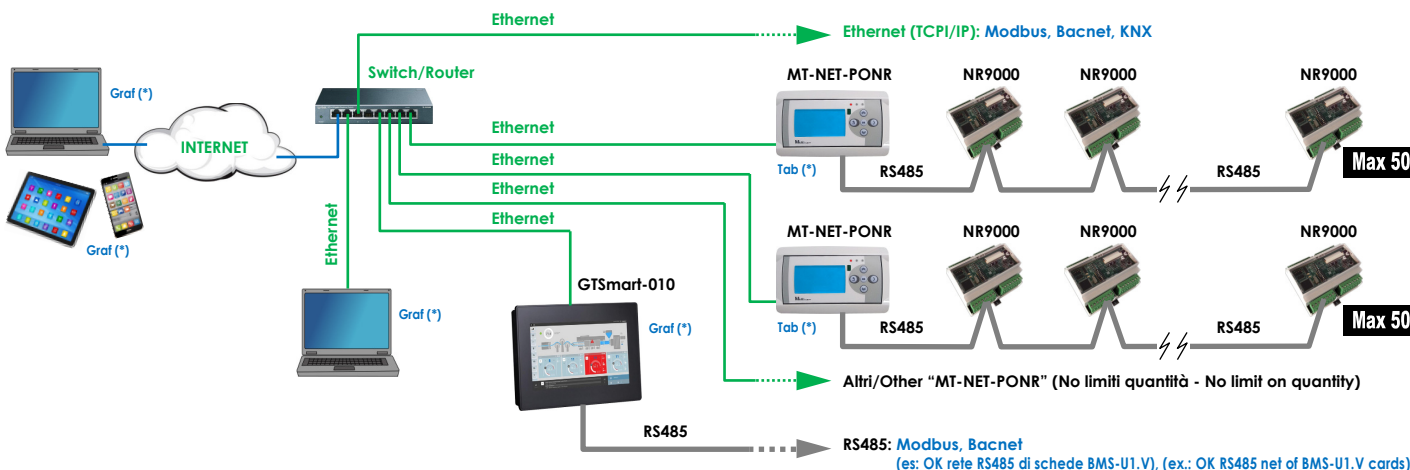 Ethernet
Ethernet (TCPI/IP): Modbus, Bacnet, KNX
Switch/Router
MT-NET-PONR
NR9000
NR9000
NR9000
Graf (*)
INTERNET
Ethernet
Ethernet
Ethernet
Ethernet
Tab (*)
RS485
RS485
Max 50
Graf (*)
Ethernet
MT-NET-PONR
NR9000
NR9000
NR9000
GTSmart-010
Graf (*)
Graf (*)
Tab (*)
RS485
RS485
Max 50
Altri/Other “MT-NET-PONR” (No limiti quantità - No limit on quantity)
RS485
RS485: Modbus, Bacnet
(es: OK rete RS485 di schede BMS-U1.V), (ex.: OK RS485 net of BMS-U1.V cards)